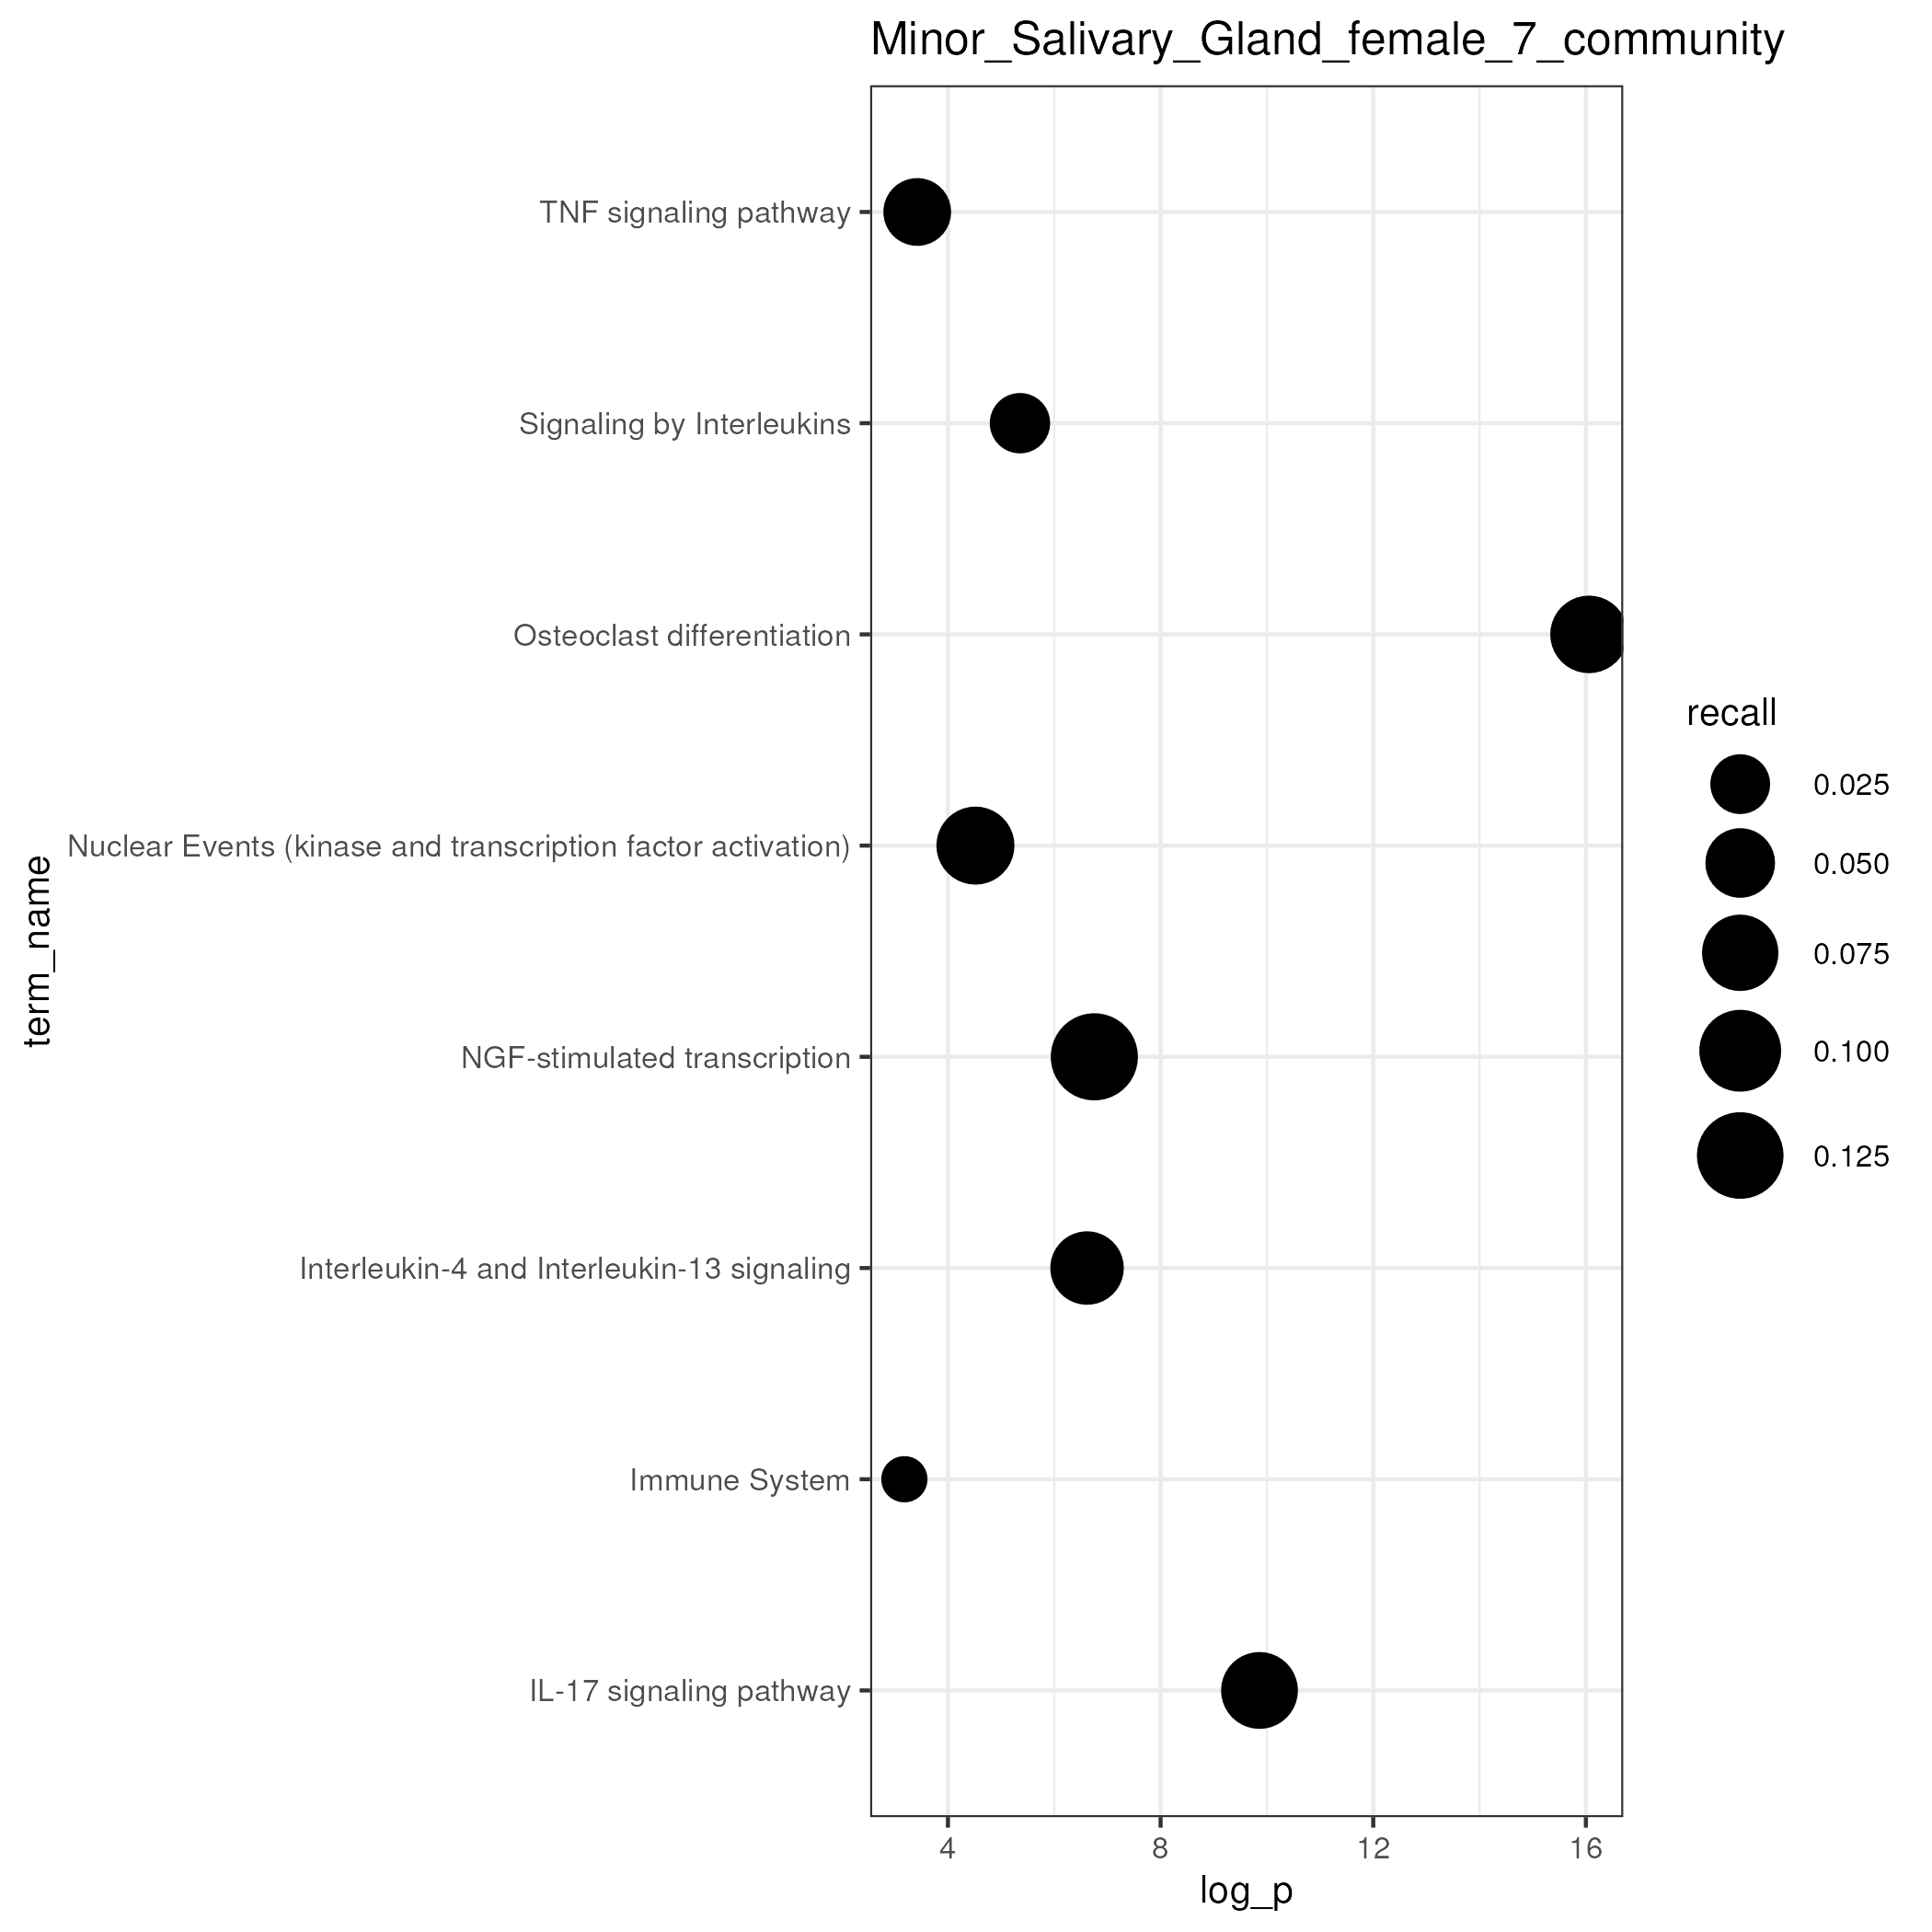 Minor_Salivary_Gland_female_7_community
TNF signaling pathway
Signaling by Interleukins
Osteoclast differentiation
Nuclear Events (kinase and transcription factor activation)
NGF-stimulated transcription
Interleukin-4 and Interleukin-13 signaling
Immune System
IL-17 signaling pathway
term_name
4 8 12 16
log_p
recall
0.025
0.050
0.075
0.100
0.125